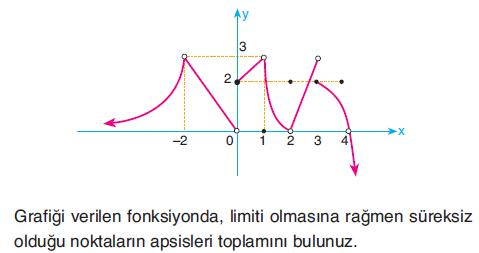 y
3
2
–2 0 1 2 3 4 x
Grafiği verilen fonksiyonda, limiti olmasına rağmen süreksiz
olduğu noktaların apsisleri toplamını bulunuz.